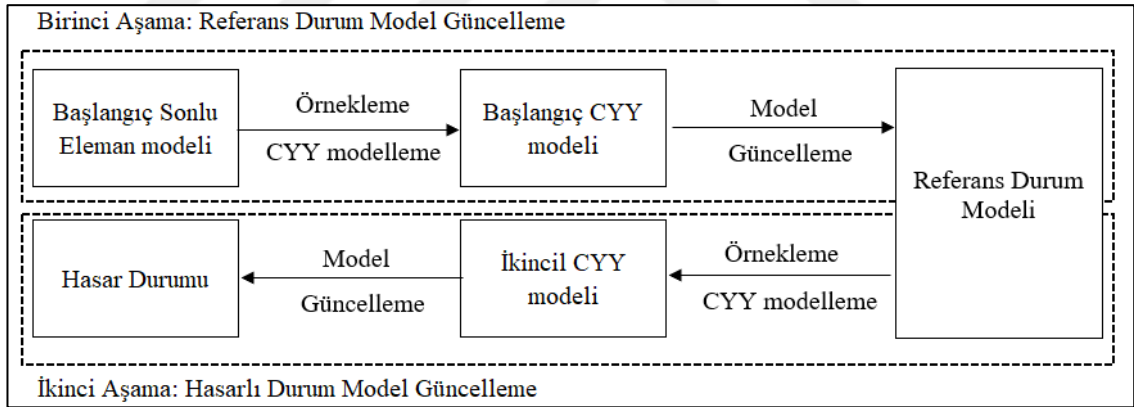 Birinci Aşama: Referans Durum Model Güncelleme
Başlangıç Sonlu
Eleman modeli
Örnekleme
CYY modelleme
Başlangıç CYY
modeli
Model
Güncelleme
Referans Durum
Modeli
Örnekleme
CYY modelleme
İkincil CYY
modeli
Model
Güncelleme
Hasar Durumu
İkinci Aşama: Hasarlı Durum Model Güncelleme